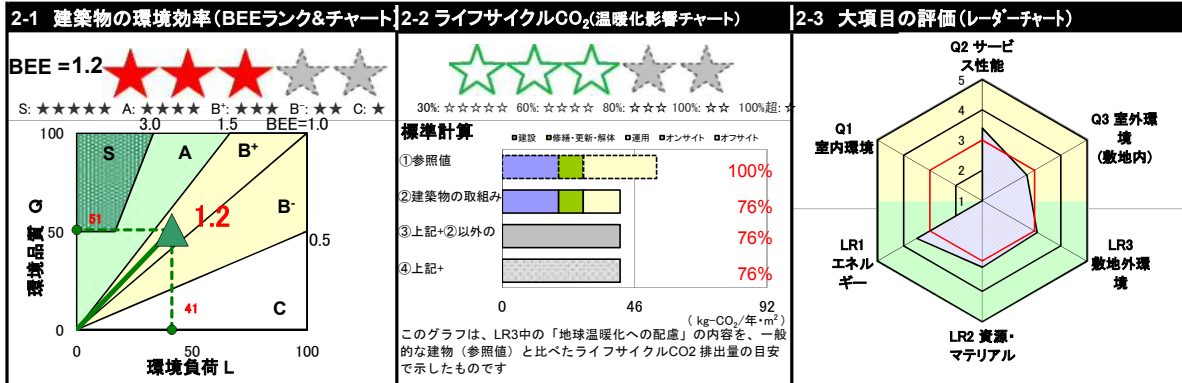 2-1 建築物の環境効率(BEEランク&チャート)
BEE =1.2
S: ★★★★★ A: ★★★★ B⁺: ★★★ B⁻: ★★ C: ★
3.0 1.5 BEE=1.0
100
S
A
B⁺
B⁻
0.5
C
環境品質 Q
50
51
1.2
41
0
0 50 100
環境負荷 L
2-2 ライフサイクルCO₂(温暖化影響チャート)
30%: ☆☆☆☆☆ 60%: ☆☆☆☆ 80%: ☆☆☆ 100%: ☆☆ 100%超: ☆
標準計算
建設 修繕・更新・解体 運用 オンサイト オフサイト
①参照値 100%
②建築物の取組み 76%
③上記+②以外の 76%
④上記+ 76%
0 46 92
( kg-CO₂/年・m² )
このグラフは、LR3中の「地球温暖化への配慮」の内容を、一般
的な建物(参照値)と比べたライフサイクルCO2 排出量の目安
で示したものです
2-3 大項目の評価(レーダーチャート)
Q2 サービ
ス性能
Q3 室外環
境
(敷地内)
LR3
敷地外環
境
LR2 資源・
マテリアル
LR1
エネル
ギー
Q1
室内環境
5
4
3
2
1